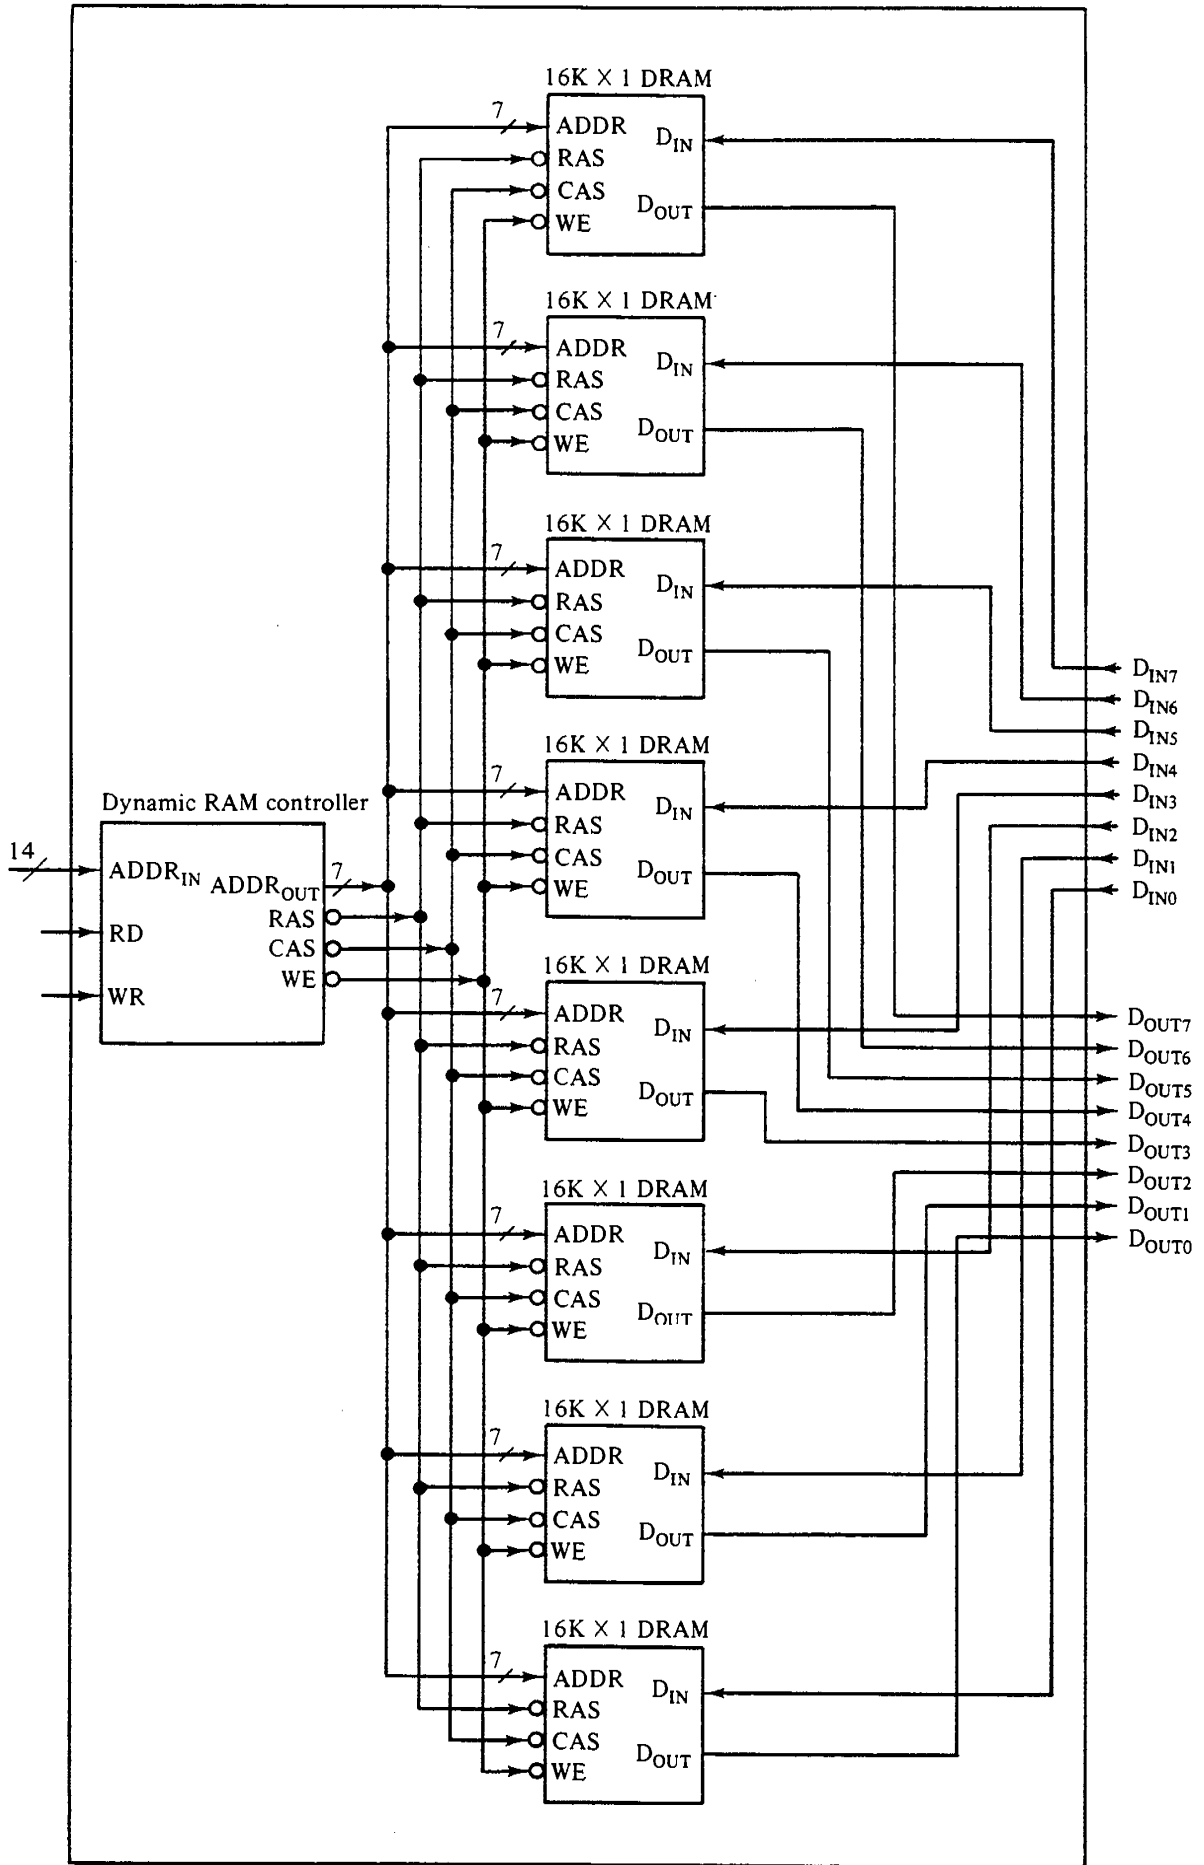 16K × 1 DRAM
7
ADDR
RAS
CAS
WE
D_IN
D_OUT
16K × 1 DRAM
7
ADDR
RAS
CAS
WE
D_IN
D_OUT
16K × 1 DRAM
7
ADDR
RAS
CAS
WE
D_IN
D_OUT
16K × 1 DRAM
7
ADDR
RAS
CAS
WE
D_IN
D_OUT
Dynamic RAM controller
14
ADDR_IN
RD
WR
ADDR_OUT
RAS
CAS
WE
7
16K × 1 DRAM
7
ADDR
RAS
CAS
WE
D_IN
D_OUT
16K × 1 DRAM
7
ADDR
RAS
CAS
WE
D_IN
D_OUT
16K × 1 DRAM
7
ADDR
RAS
CAS
WE
D_IN
D_OUT
16K × 1 DRAM
7
ADDR
RAS
CAS
WE
D_IN
D_OUT
D_IN7
D_IN6
D_IN5
D_IN4
D_IN3
D_IN2
D_IN1
D_IN0
D_OUT7
D_OUT6
D_OUT5
D_OUT4
D_OUT3
D_OUT2
D_OUT1
D_OUT0